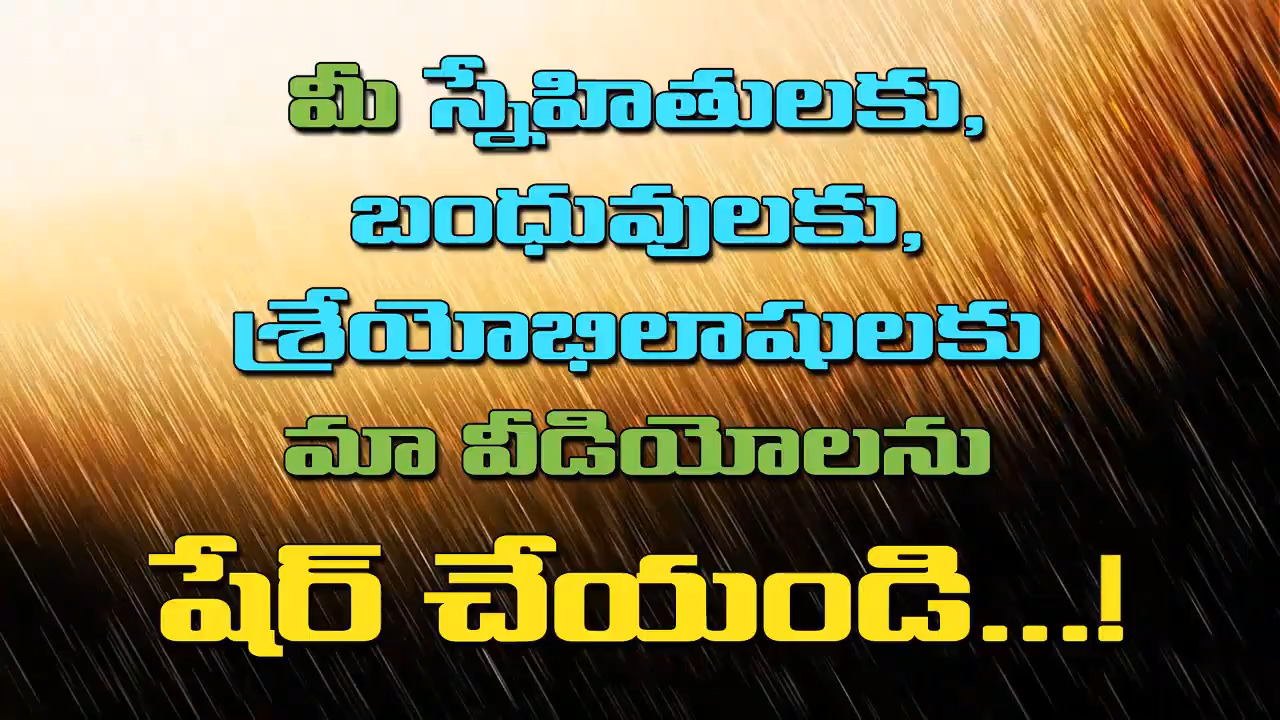 మీ స్నేహితులకు,
బంధువులకు,
శ్రేయోభిలాషులకు
మా వీడియోలను
షేర్ చేయండి...!